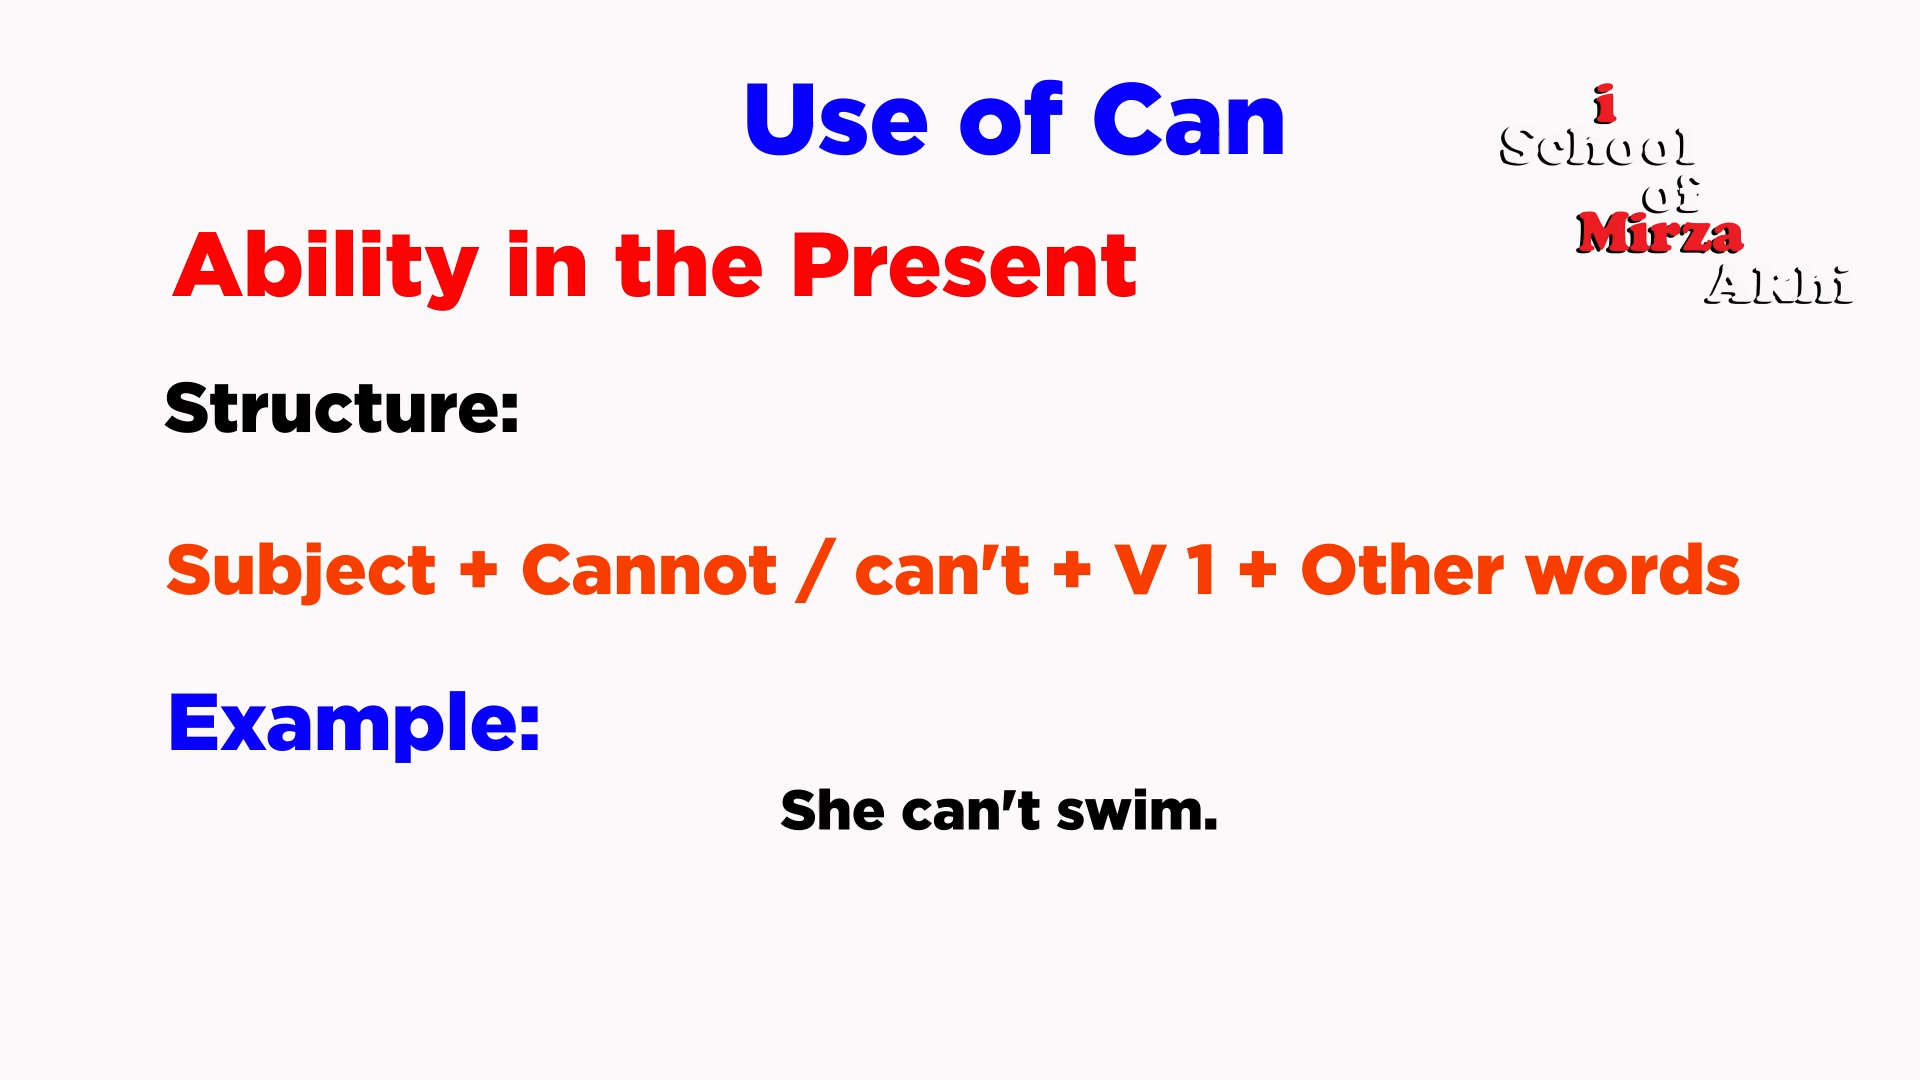 Use of Can
i
School
of
Mirza
Akhi
Ability in the Present
Structure:
Subject + Cannot / can't + V 1 + Other words
Example:
She can't swim.